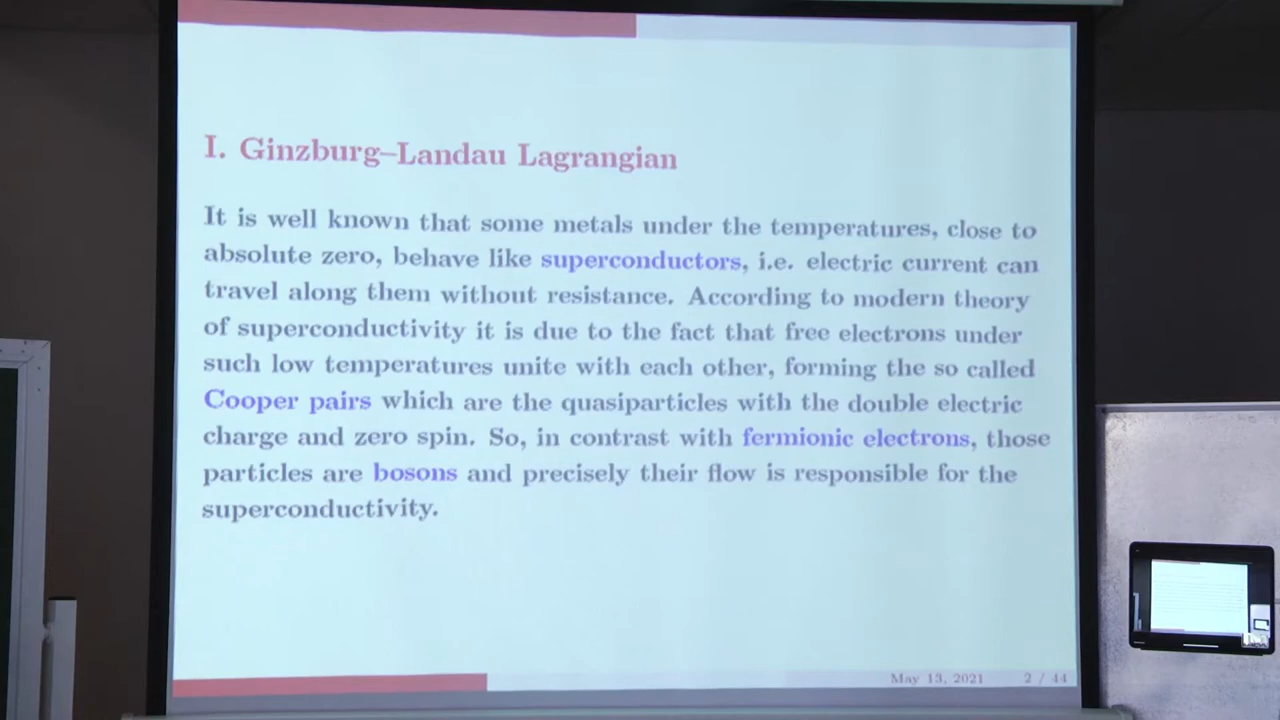 I. Ginzburg–Landau Lagrangian
It is well known that some metals under the temperatures, close to
absolute zero, behave like superconductors, i.e. electric current can
travel along them without resistance. According to modern theory
of superconductivity it is due to the fact that free electrons under
such low temperatures unite with each other, forming the so called
Cooper pairs which are the quasiparticles with the double electric
charge and zero spin. So, in contrast with fermionic electrons, those
particles are bosons and precisely their flow is responsible for the
superconductivity.
May 13, 2021 2 / 44